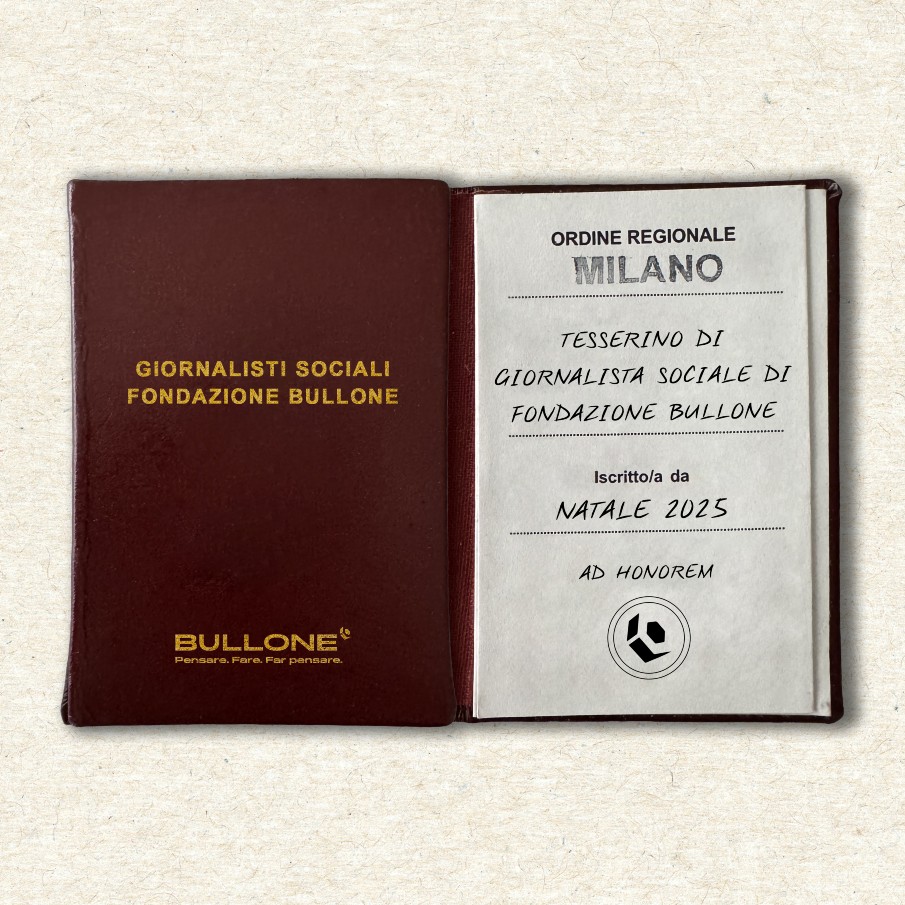 GIORNALISTI SOCIALI
FONDAZIONE BULLONE
BULLONE
Pensare. Fare. Far pensare.
ORDINE REGIONALE
MILANO
TESSERINO DI
GIORNALISTA SOCIALE DI
FONDAZIONE BULLONE
Iscritto/a da
NATALE 2025
AD HONOREM